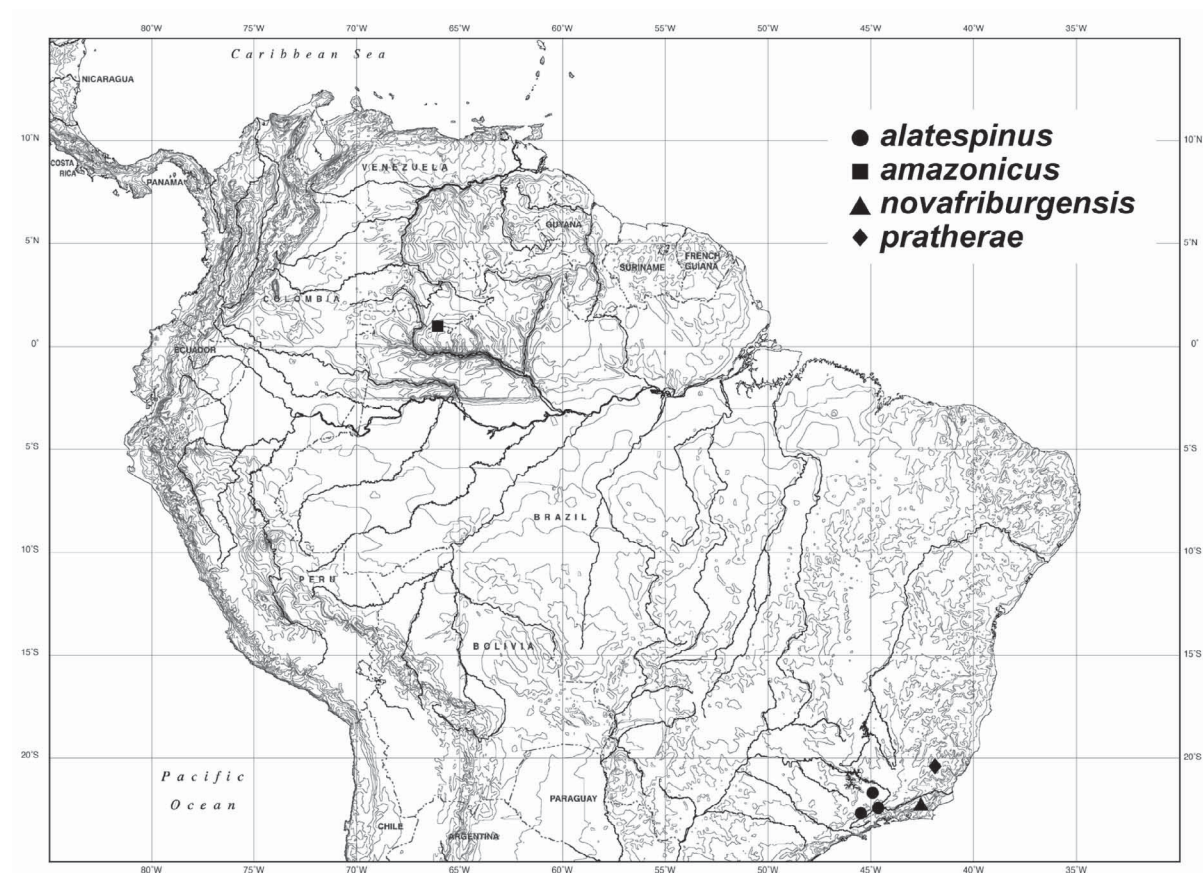 80°W 75°W 70°W 65°W 60°W 55°W 50°W 45°W 40°W 35°W
Caribbean Sea
NICARAGUA
alatespinus
amazonicus
novafriburgensis
pratherae
10°N 10°N
COSTA RICA
PANAMA
VENEZUELA
5°N 5°N
GUYANA
SURINAME
FRENCH GUIANA
COLOMBIA
0° 0°
ECUADOR
5°S 5°S
BRAZIL
10°S 10°S
PERU
BOLIVIA
15°S 15°S
20°S 20°S
Pacific
Ocean
PARAGUAY
CHILE
ARGENTINA
80°W 75°W 70°W 65°W 60°W 55°W 50°W 45°W 40°W 35°W